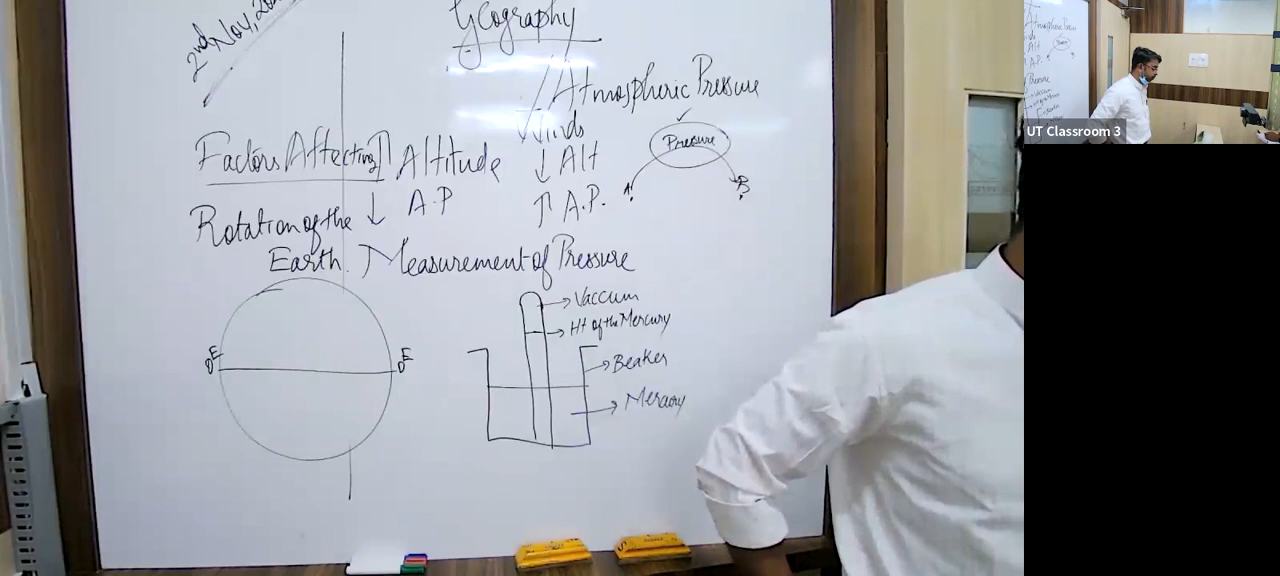 2nd Nov, 20
Geography
Atmospheric Pressure
Winds
Pressure
A
B
?
?
Factors Affecting
↑ Altitude
↓ A.P
↓ Alt
↑ A.P.
Rotation of the
Earth.
Measurement of Pressure
Vaccum
Ht of the Mercury
Beaker
Mercury
0° E
0° E
UT Classroom 3